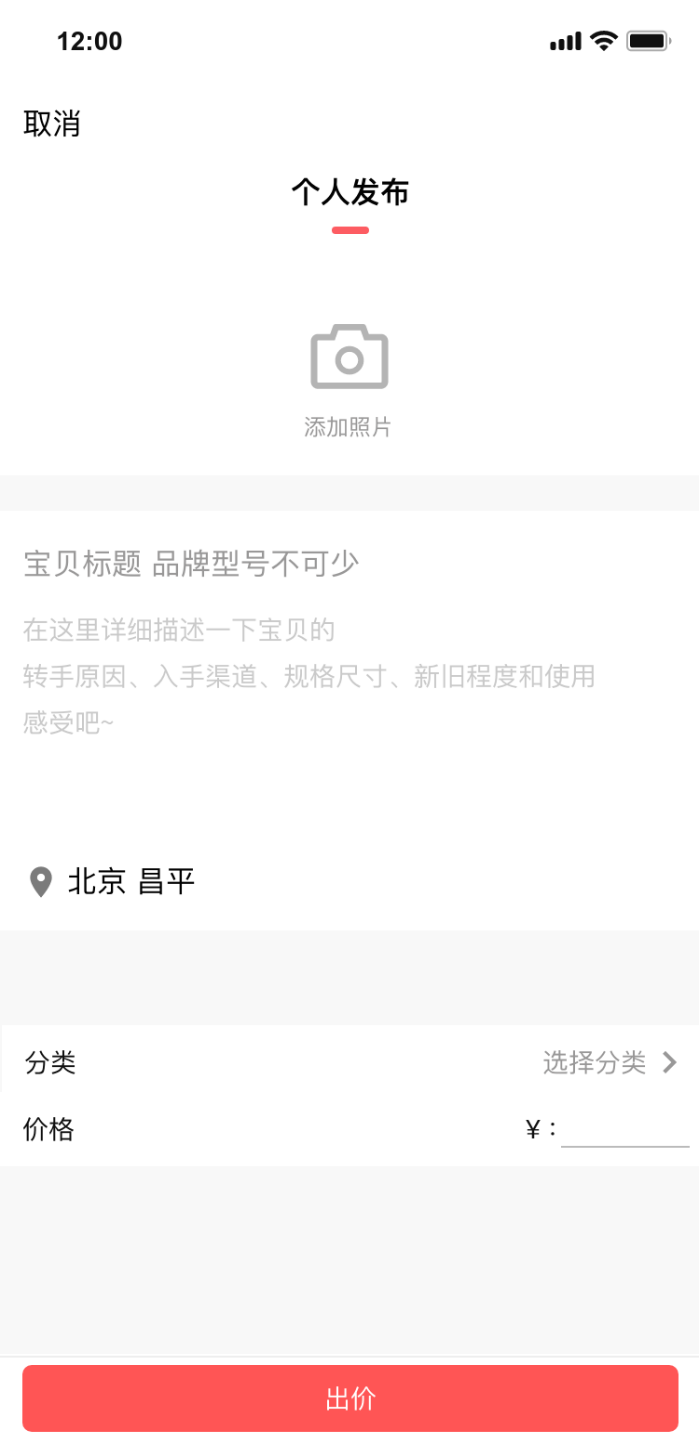 12:00
取消
个人发布
添加照片
宝贝标题 品牌型号不可少
在这里详细描述一下宝贝的
转手原因、入手渠道、规格尺寸、新旧程度和使用
感受吧~
北京 昌平
分类 选择分类
价格 ¥：
出价